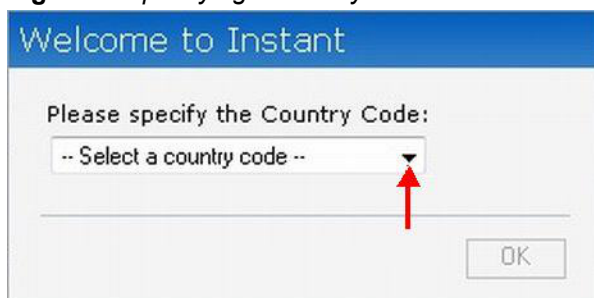 Welcome to Instant
Please specify the Country Code:
-- Select a country code --
OK